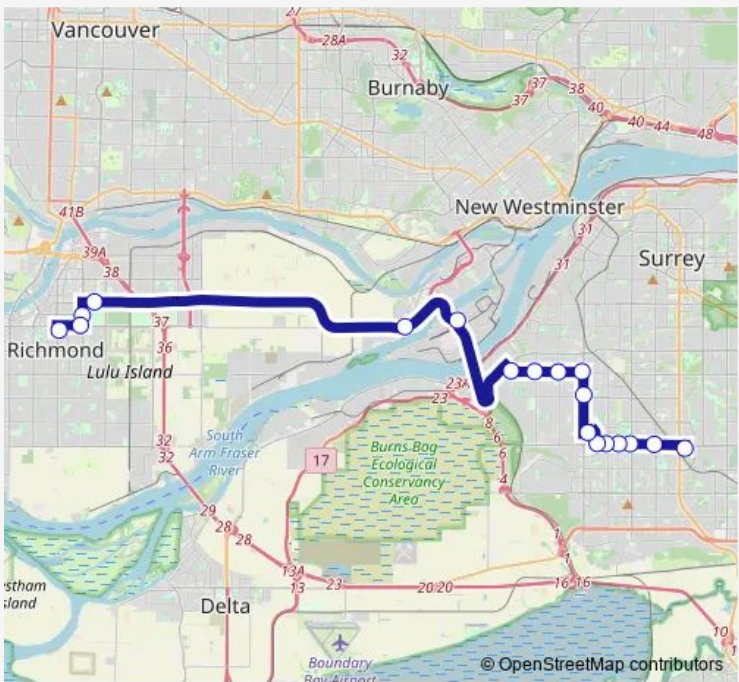 27
Vancouver
28A
32
Burnaby
37
37
38
40
40 44
48
New Westminster
41B
31
39A
38
31
Surrey
37
Richmond
36
Lulu Island
23A
23
8
6
6
South
Arm Fraser
River
32
32
17
Burns Bog
Ecological
Conservancy
Area
4
29
28
28
1
1
13A
13
23
20 20
16 16
stham
sland
Delta
10
1
Boundary
Bay Airport
© OpenStreetMap contributors